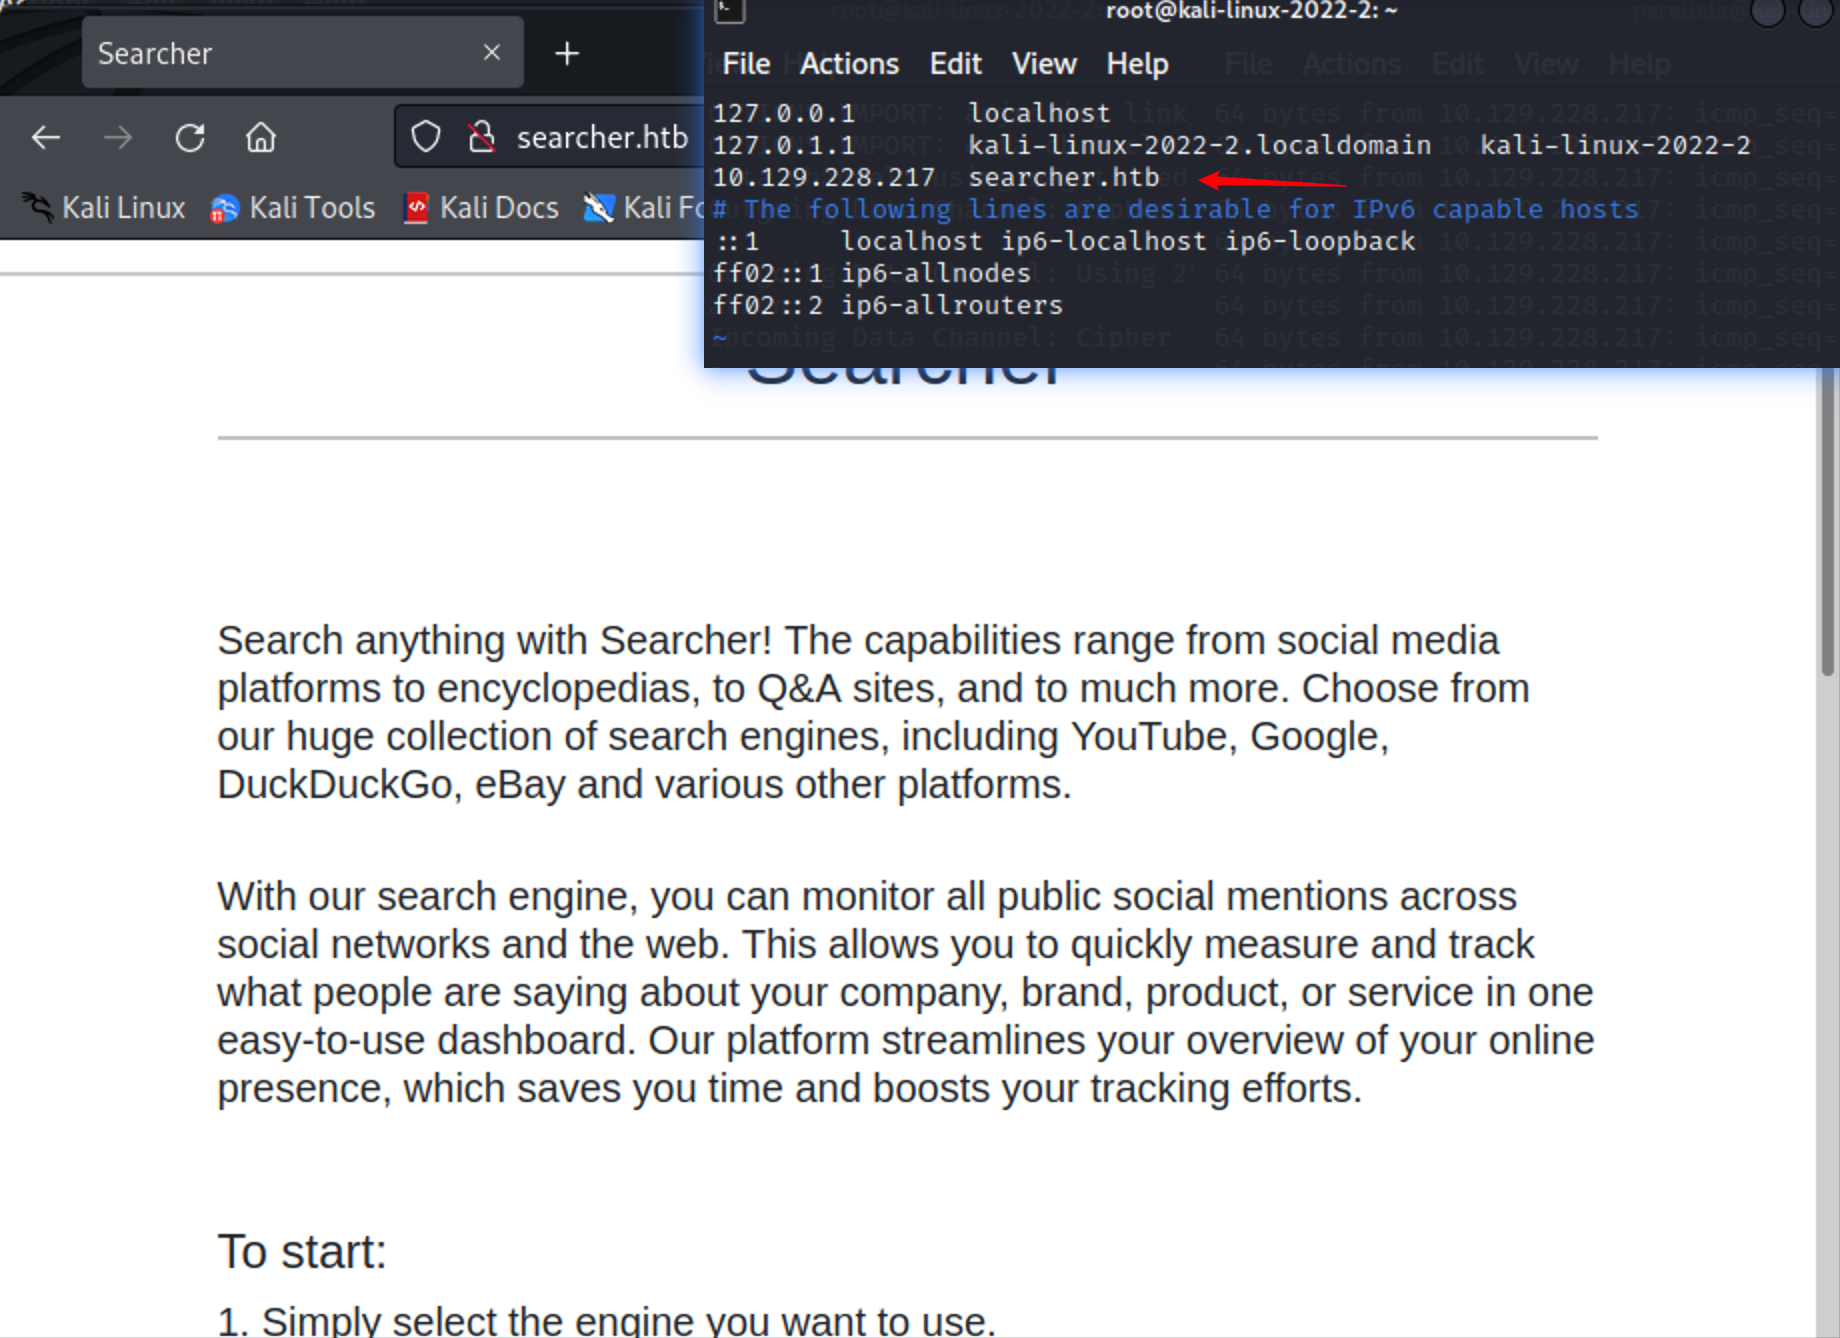 Searcher
searcher.htb
Kali Linux Kali Tools Kali Docs Kali Fo
root@kali-linux-2022-2: ~
File Actions Edit View Help
127.0.0.1 localhost
127.0.1.1 kali-linux-2022-2.localdomain kali-linux-2022-2
10.129.228.217 searcher.htb
# The following lines are desirable for IPv6 capable hosts
::1 localhost ip6-localhost ip6-loopback
ff02::1 ip6-allnodes
ff02::2 ip6-allrouters
~
Searcher
Search anything with Searcher! The capabilities range from social media
platforms to encyclopedias, to Q&A sites, and to much more. Choose from
our huge collection of search engines, including YouTube, Google,
DuckDuckGo, eBay and various other platforms.
With our search engine, you can monitor all public social mentions across
social networks and the web. This allows you to quickly measure and track
what people are saying about your company, brand, product, or service in one
easy-to-use dashboard. Our platform streamlines your overview of your online
presence, which saves you time and boosts your tracking efforts.
To start:
1. Simply select the engine you want to use.